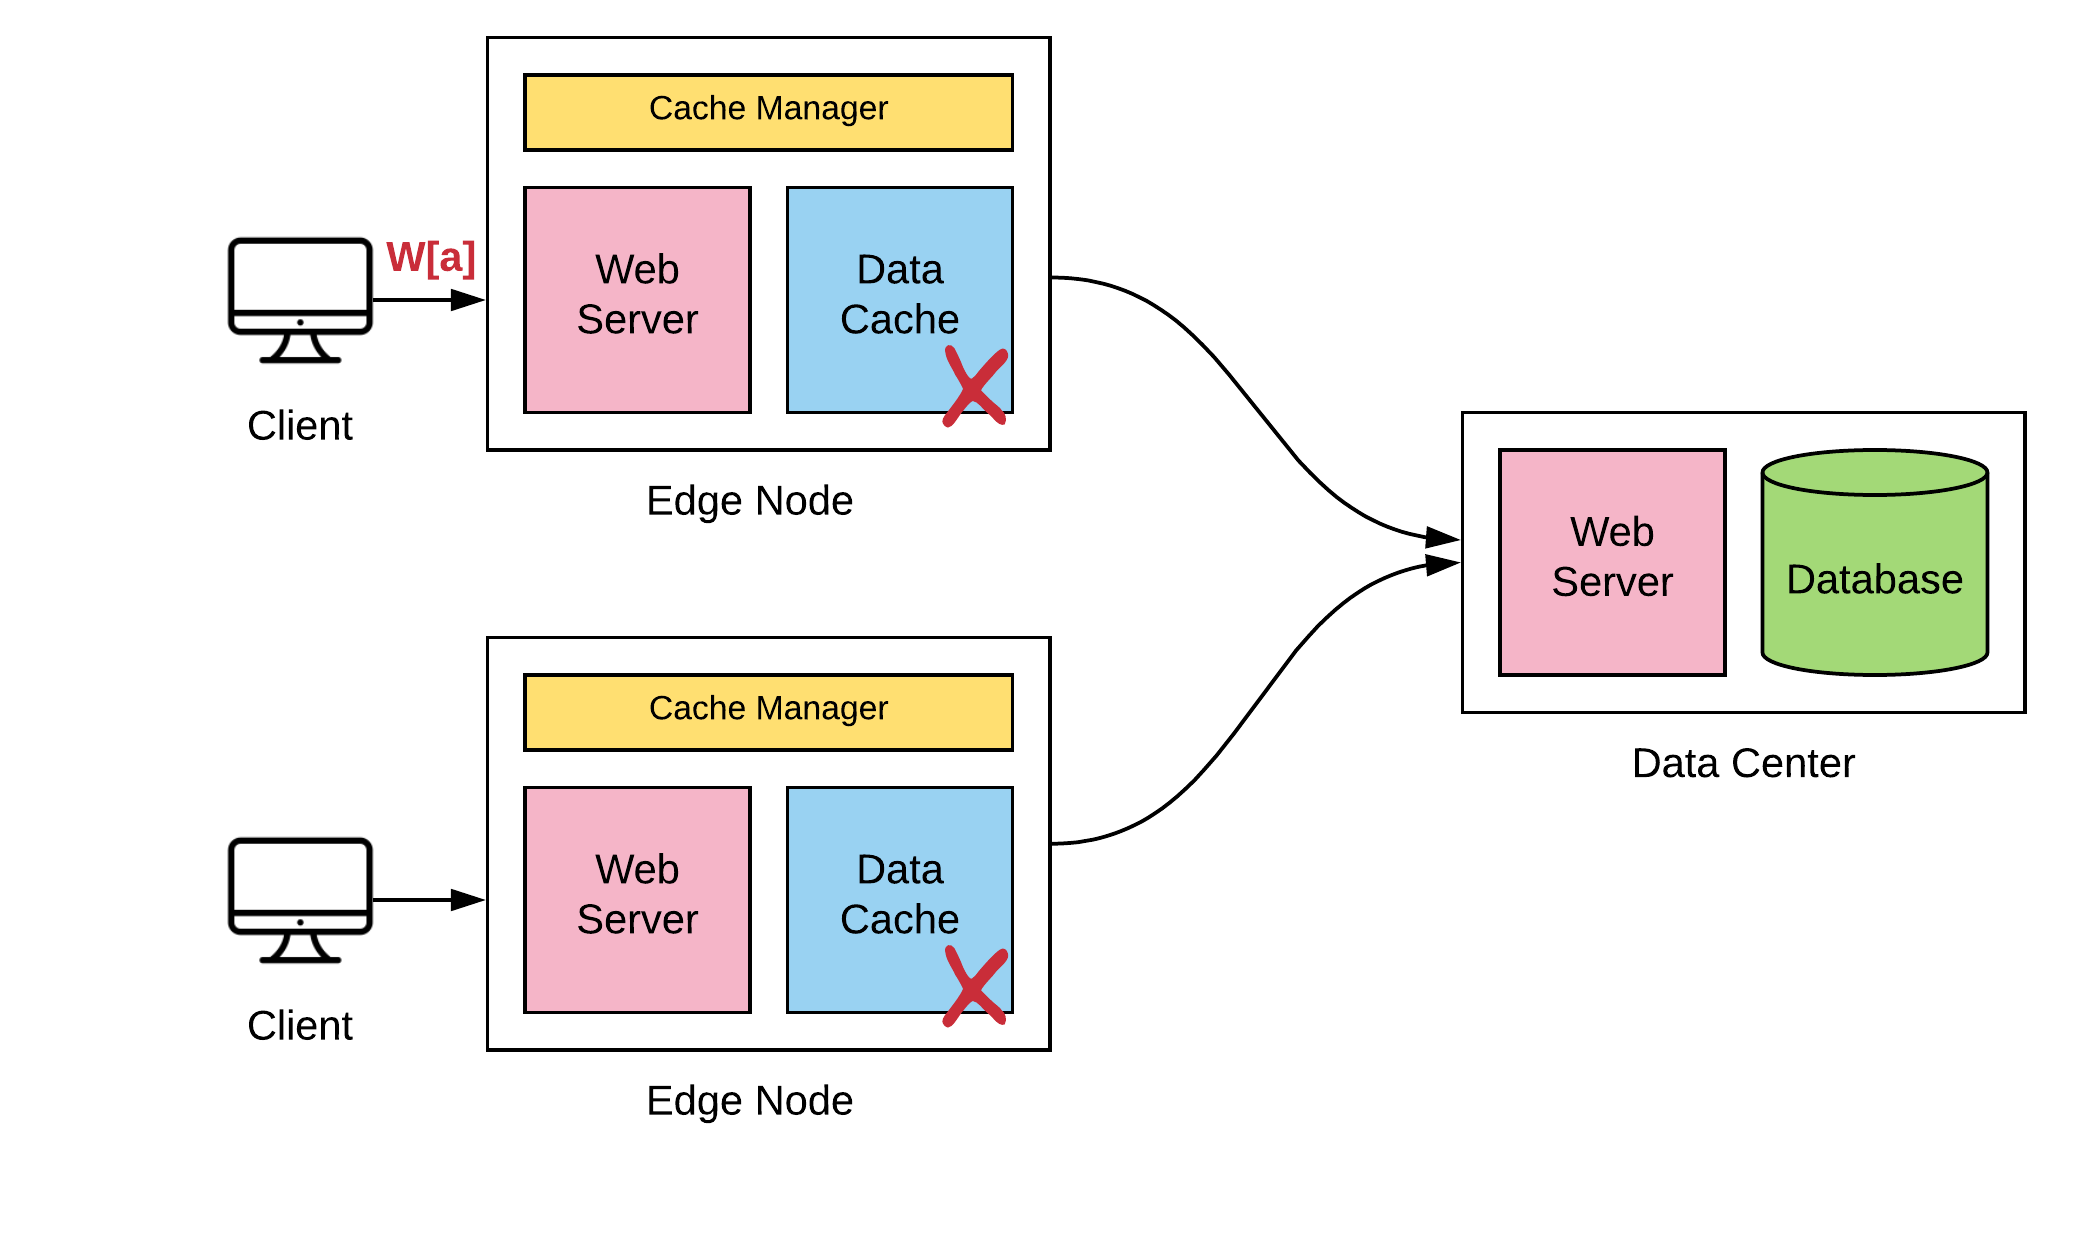 Cache Manager
W[a]
Web
Server
Data
Cache
Client
Edge Node
Web
Server
Database
Data Center
Cache Manager
Web
Server
Data
Cache
Client
Edge Node